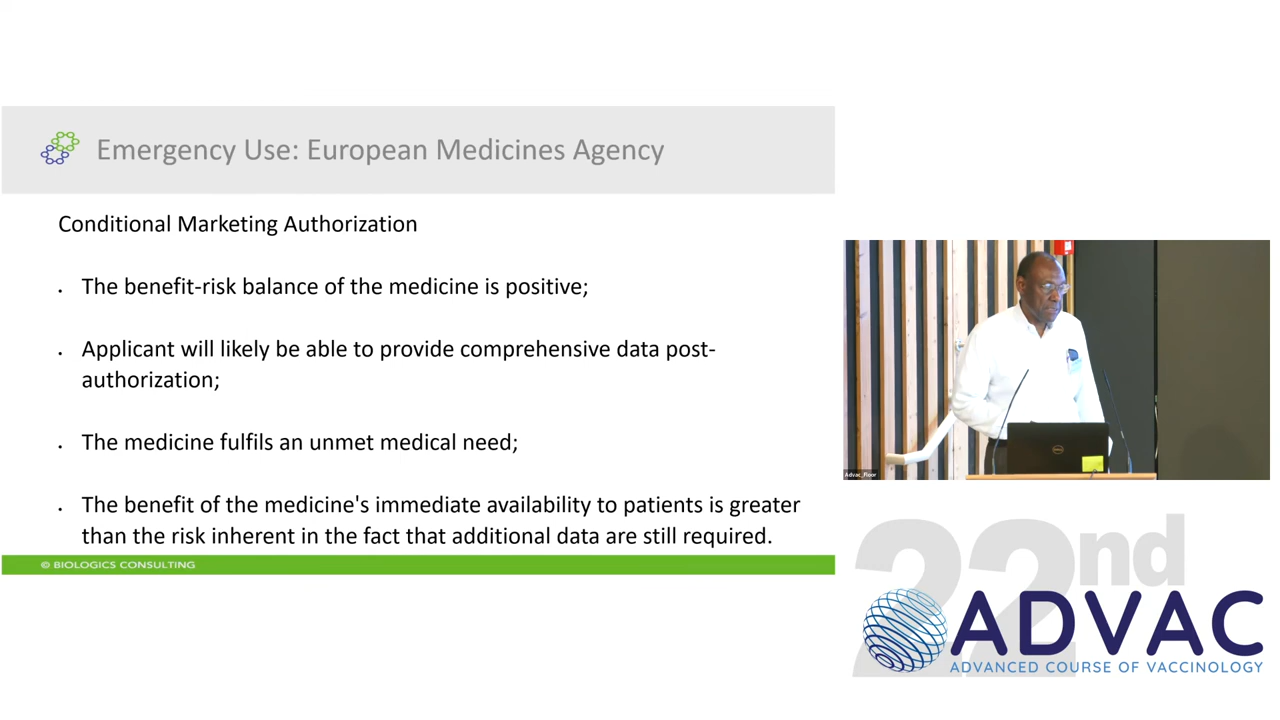 Emergency Use: European Medicines Agency
Conditional Marketing Authorization
• The benefit-risk balance of the medicine is positive;
• Applicant will likely be able to provide comprehensive data post-
authorization;
• The medicine fulfils an unmet medical need;
• The benefit of the medicine's immediate availability to patients is greater
than the risk inherent in the fact that additional data are still required.
© BIOLOGICS CONSULTING
Advac_Floor
DELL
22nd
ADVAC
ADVANCED COURSE OF VACCINOLOGY